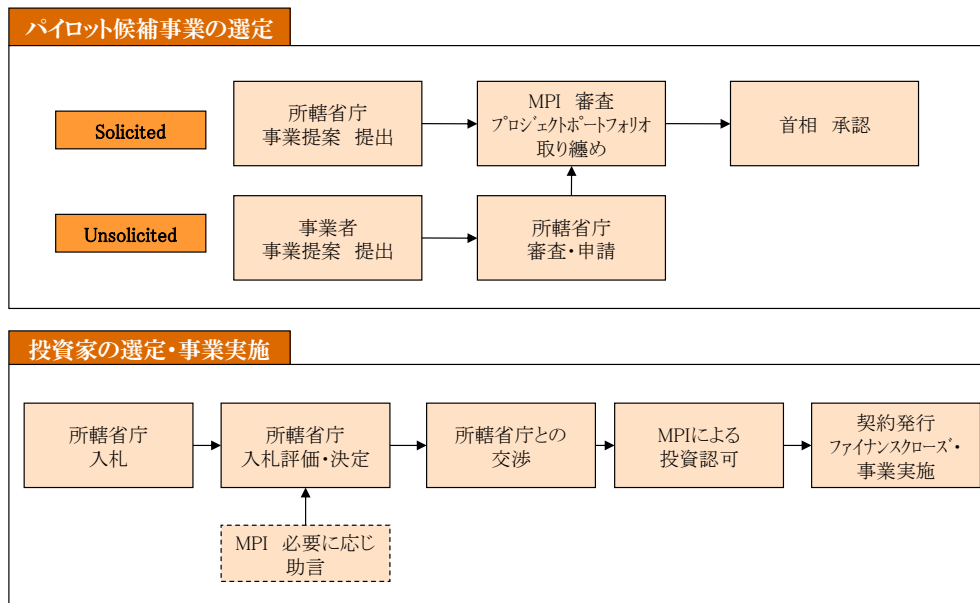 パイロット候補事業の選定
Solicited
所轄省庁
事業提案 提出
MPI 審査
プロジェクトポートフォリオ
取り纏め
首相 承認
Unsolicited
事業者
事業提案 提出
所轄省庁
審査・申請
投資家の選定・事業実施
所轄省庁
入札
所轄省庁
入札評価・決定
所轄省庁との
交渉
MPIによる
投資認可
契約発行
ファイナンスクローズ・
事業実施
MPI 必要に応じ
助言